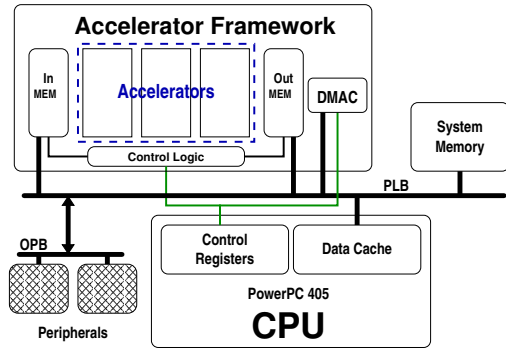 Accelerator Framework
In
MEM
Accelerators
Out
MEM
DMAC
Control Logic
System
Memory
PLB
OPB
Control
Registers
Data Cache
PowerPC 405
CPU
Peripherals